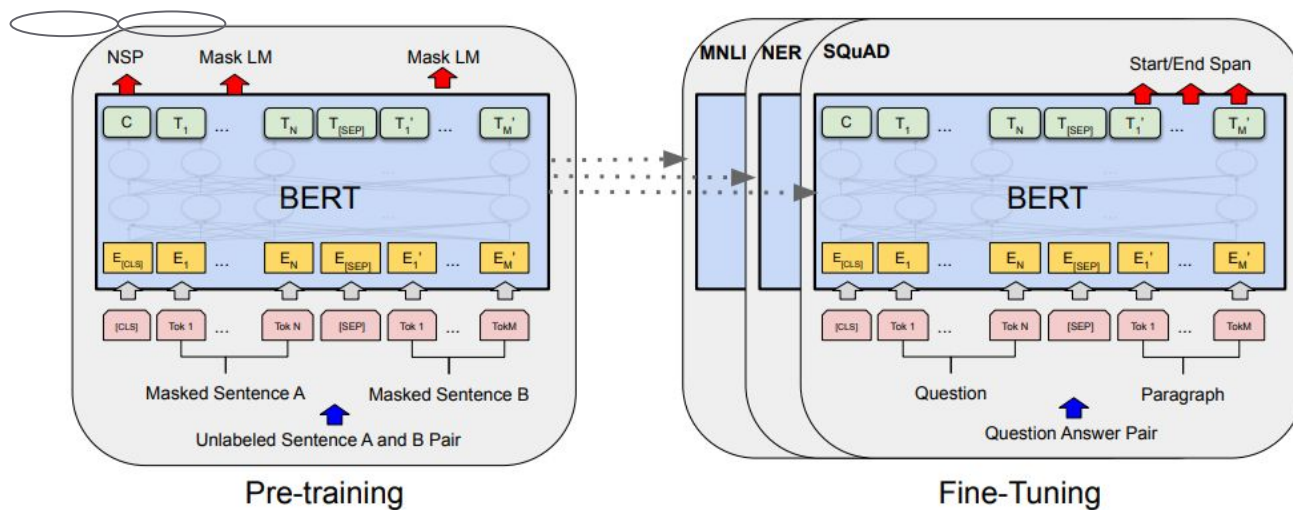 NSP Mask LM Mask LM
C T1 ... TN T[SEP] T1' ... TM'
BERT
E[CLS] E1 ... EN E[SEP] E1' ... EM'
[CLS] Tok 1 ... Tok N [SEP] Tok 1 ... TokM
Masked Sentence A Masked Sentence B
Unlabeled Sentence A and B Pair
Pre-training
MNLI NER SQuAD
Start/End Span
C T1 ... TN T[SEP] T1' ... TM'
BERT
E[CLS] E1 ... EN E[SEP] E1' ... EM'
[CLS] Tok 1 ... Tok N [SEP] Tok 1 ... TokM
Question Paragraph
Question Answer Pair
Fine-Tuning